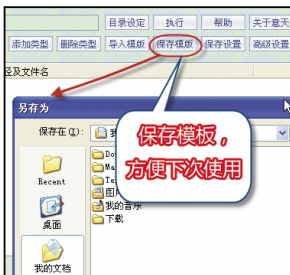 目录设定 执行 帮助 关于意天
添加类型 删除类型 导入模版 保存模版 保存设置 高级设置
径及文件名
另存为
保存在(I):
保存模板，
方便下次使用
Recent
桌面
我的文档
我的音乐
下载